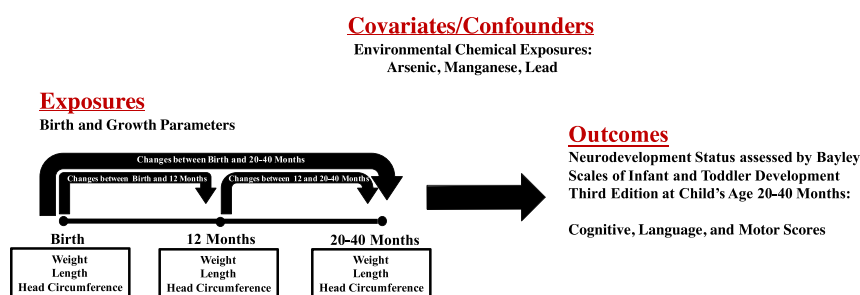 Covariates/Confounders
Environmental Chemical Exposures:
Arsenic, Manganese, Lead
Exposures
Birth and Growth Parameters
Changes between Birth and 20-40 Months
Changes between Birth and 12 Months
Changes between 12 and 20-40 Months
Birth
12 Months
20-40 Months
Weight
Length
Head Circumference
Weight
Length
Head Circumference
Weight
Length
Head Circumference
Outcomes
Neurodevelopment Status assessed by Bayley
Scales of Infant and Toddler Development
Third Edition at Child's Age 20-40 Months:
Cognitive, Language, and Motor Scores